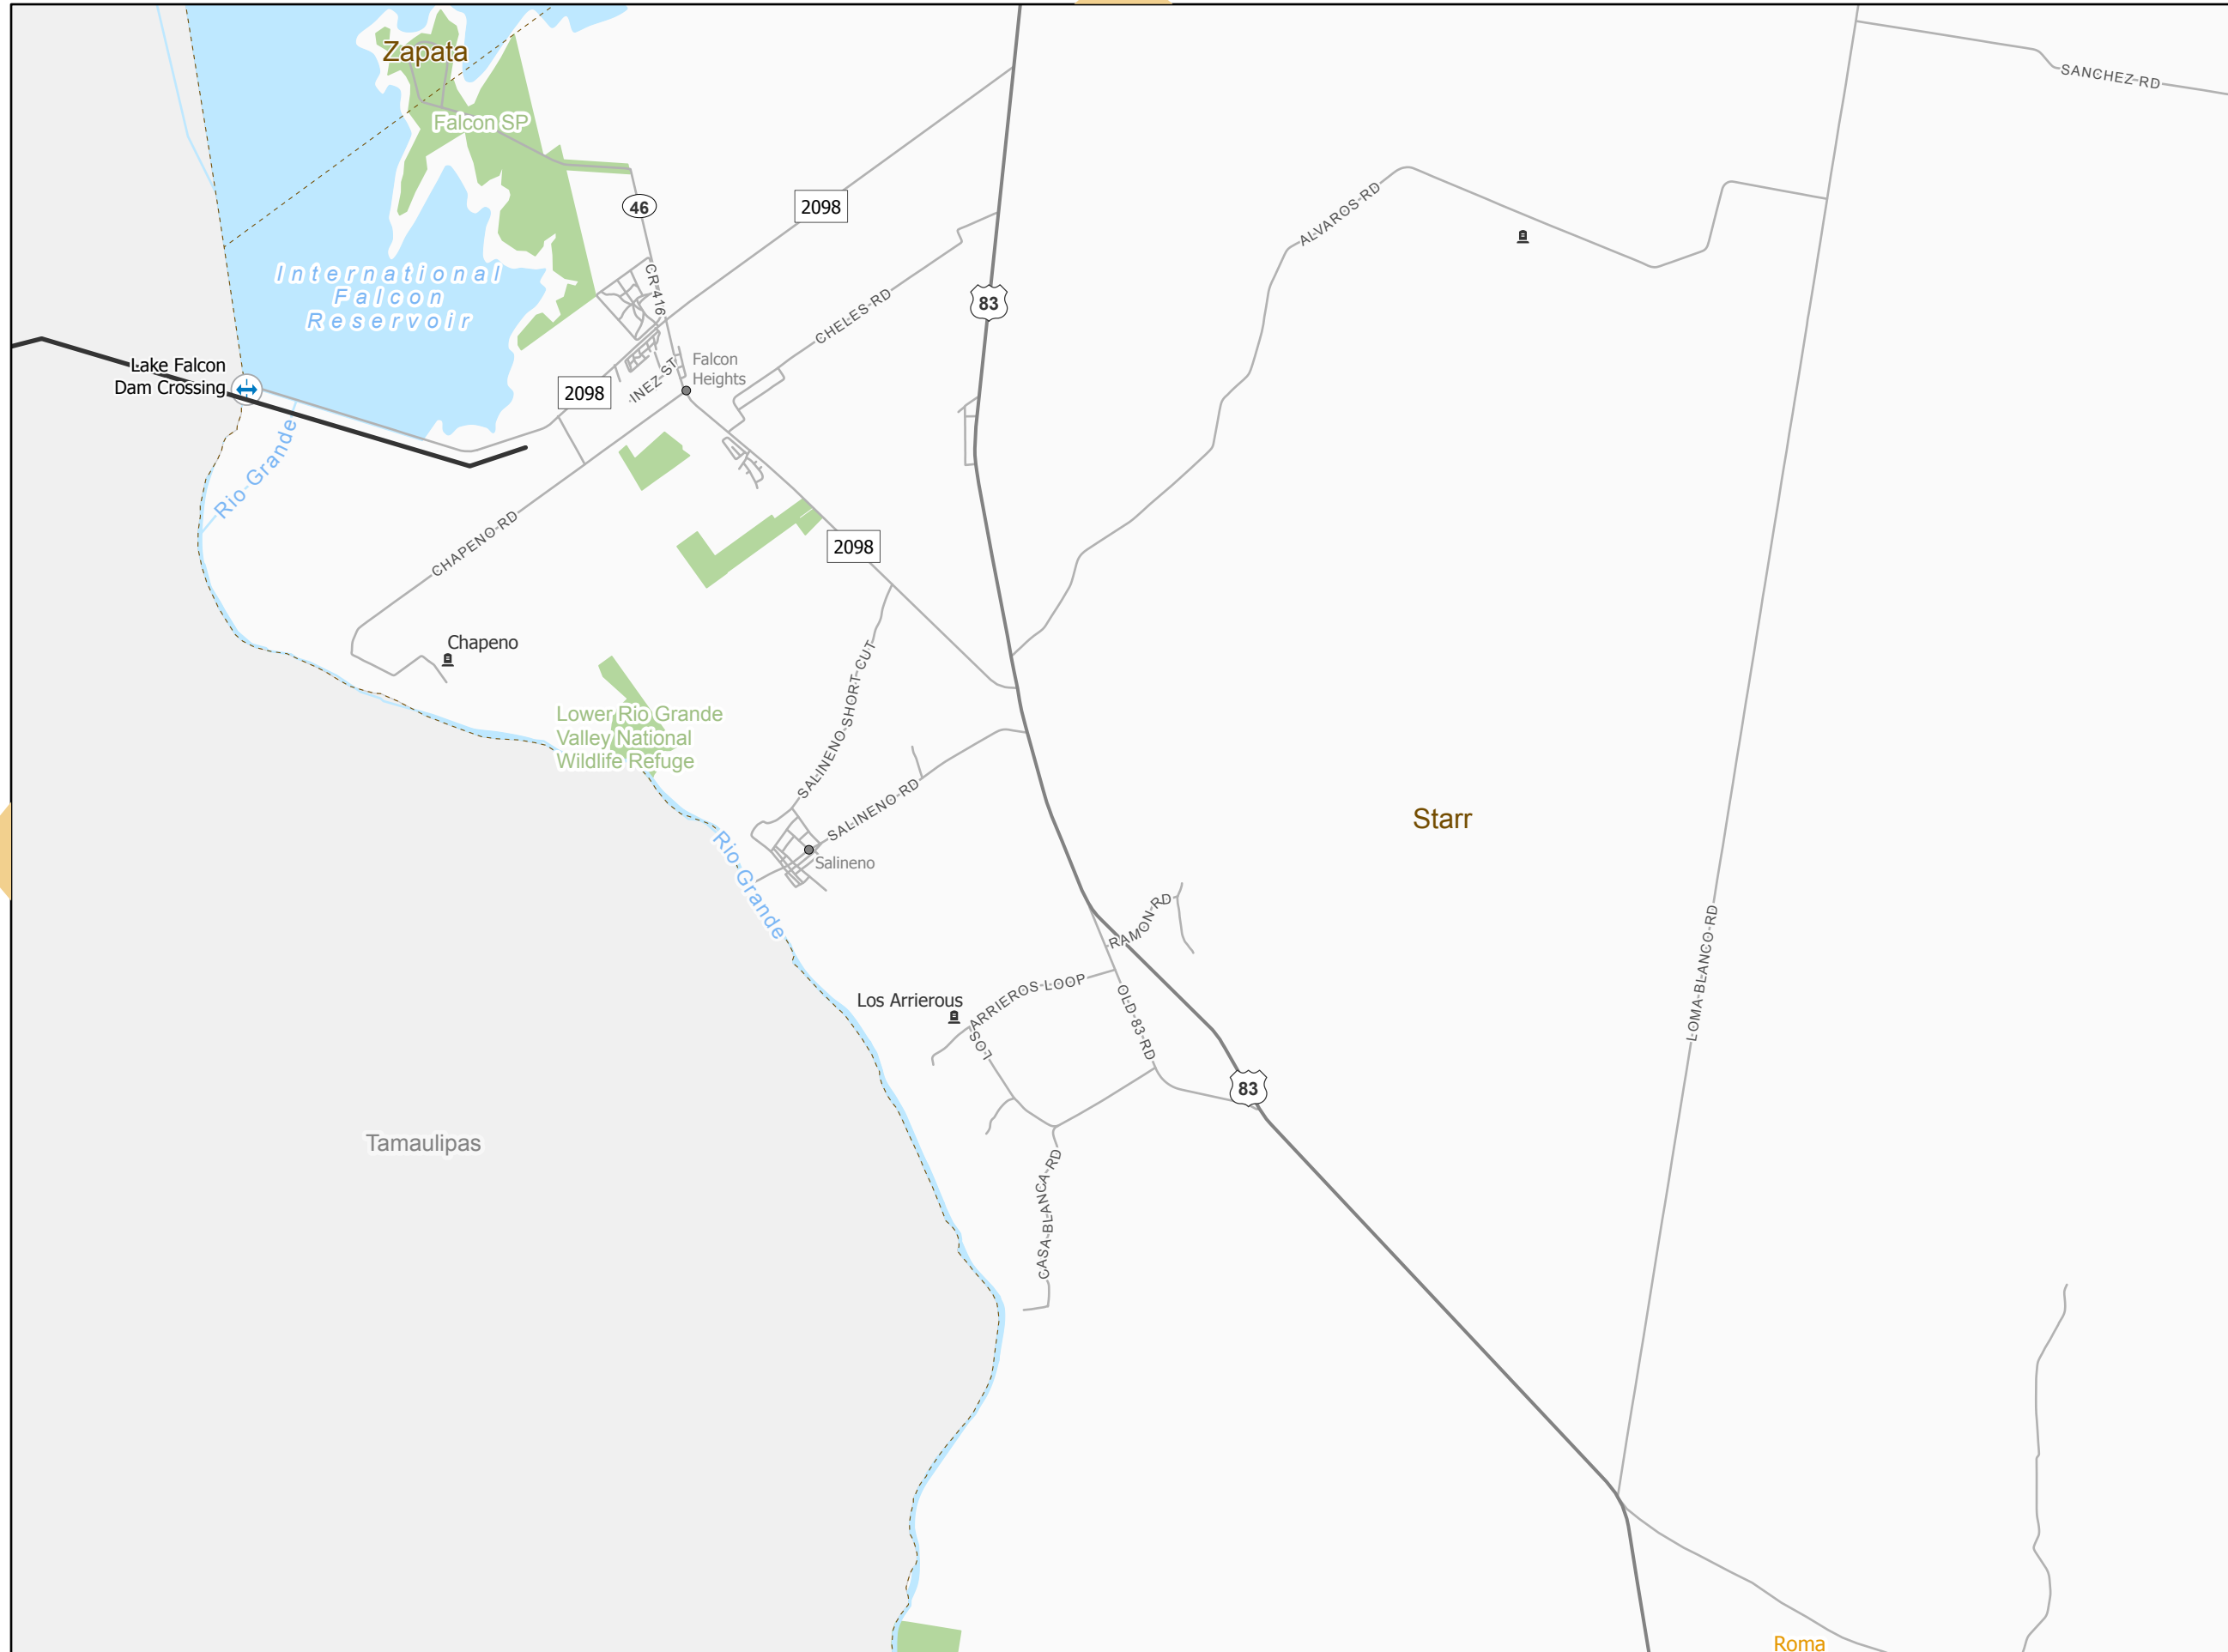 Zapata
SANCHEZ RD
Falcon SP
46
2098
ALVAROS RD
International
Falcon
Reservoir
CR 416
CHELES RD
83
Lake Falcon
Dam Crossing
Falcon
Heights
2098
INEZ ST
Rio Grande
CHAPENO RD
2098
Chapeno
SALINENO SHORT CUT
Lower Rio Grande
Valley National
Wildlife Refuge
SALINENO RD
Starr
Rio Grande
Salineno
RAMON RD
LOMA BLANCO RD
Los Arrierous
ARRIEROS LOOP
LOS
OLD 83 RD
83
Tamaulipas
CASA BLANCA RD
Roma